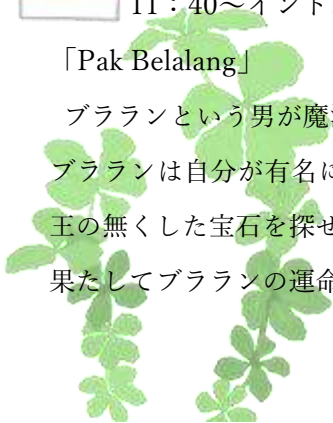 11：40～インド
「Pak Belalang」
ブラランという男が魔
ブラランは自分が有名に
王の無くした宝石を探せ
果たしてブラランの運命